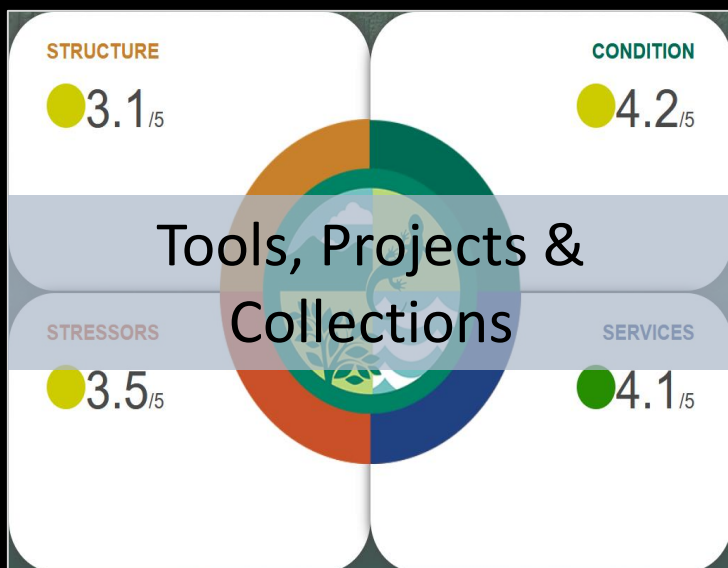 STRUCTURE
3.1/5
CONDITION
4.2/5
Tools, Projects &
Collections
STRESSORS
3.5/5
SERVICES
4.1/5